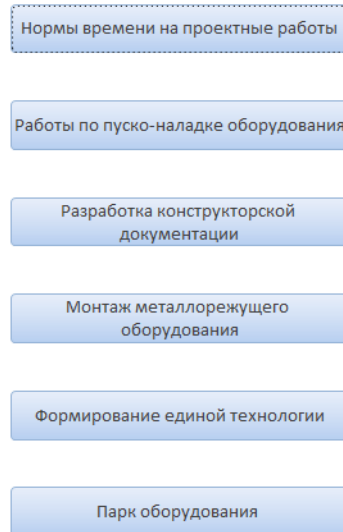 Нормы времени на проектные работы
Работы по пуско-наладке оборудования
Разработка конструкторской
документации
Монтаж металлорежущего
оборудования
Формирование единой технологии
Парк оборудования